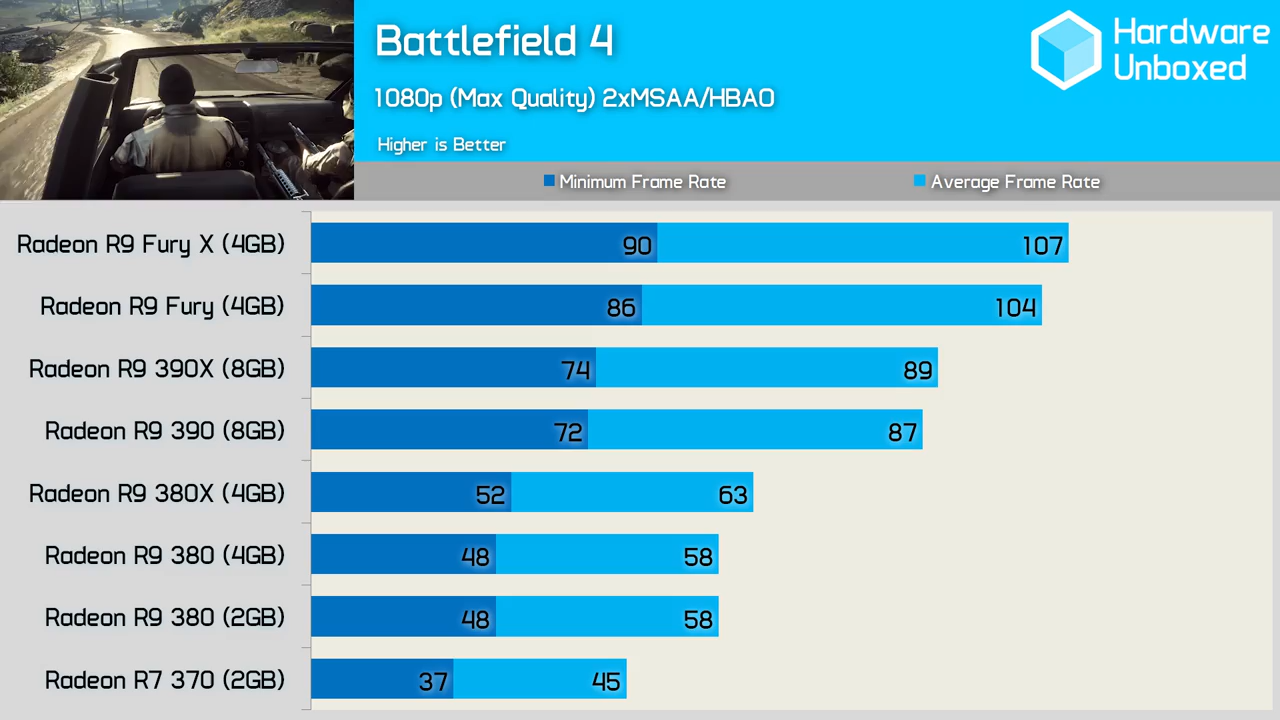 Battlefield 4
Hardware
Unboxed
1080p (Max Quality) 2xMSAA/HBAO
Higher is Better
Minimum Frame Rate
Average Frame Rate
Radeon R9 Fury X (4GB) 90 107
Radeon R9 Fury (4GB) 86 104
Radeon R9 390X (8GB) 74 89
Radeon R9 390 (8GB) 72 87
Radeon R9 380X (4GB) 52 63
Radeon R9 380 (4GB) 48 58
Radeon R9 380 (2GB) 48 58
Radeon R7 370 (2GB) 37 45